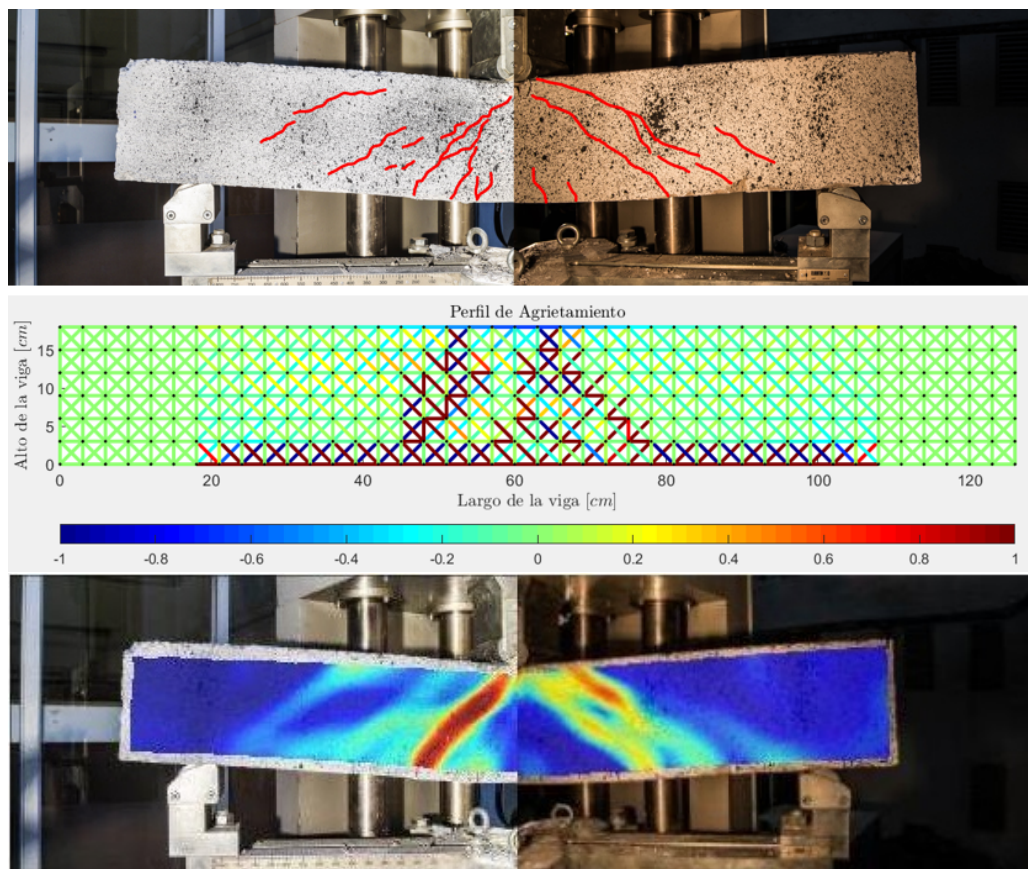 Perfil de Agrietamiento
Alto de la viga [cm]
15
10
5
0
0 20 40 60 80 100 120
Largo de la viga [cm]
-1 -0.8 -0.6 -0.4 -0.2 0 0.2 0.4 0.6 0.8 1